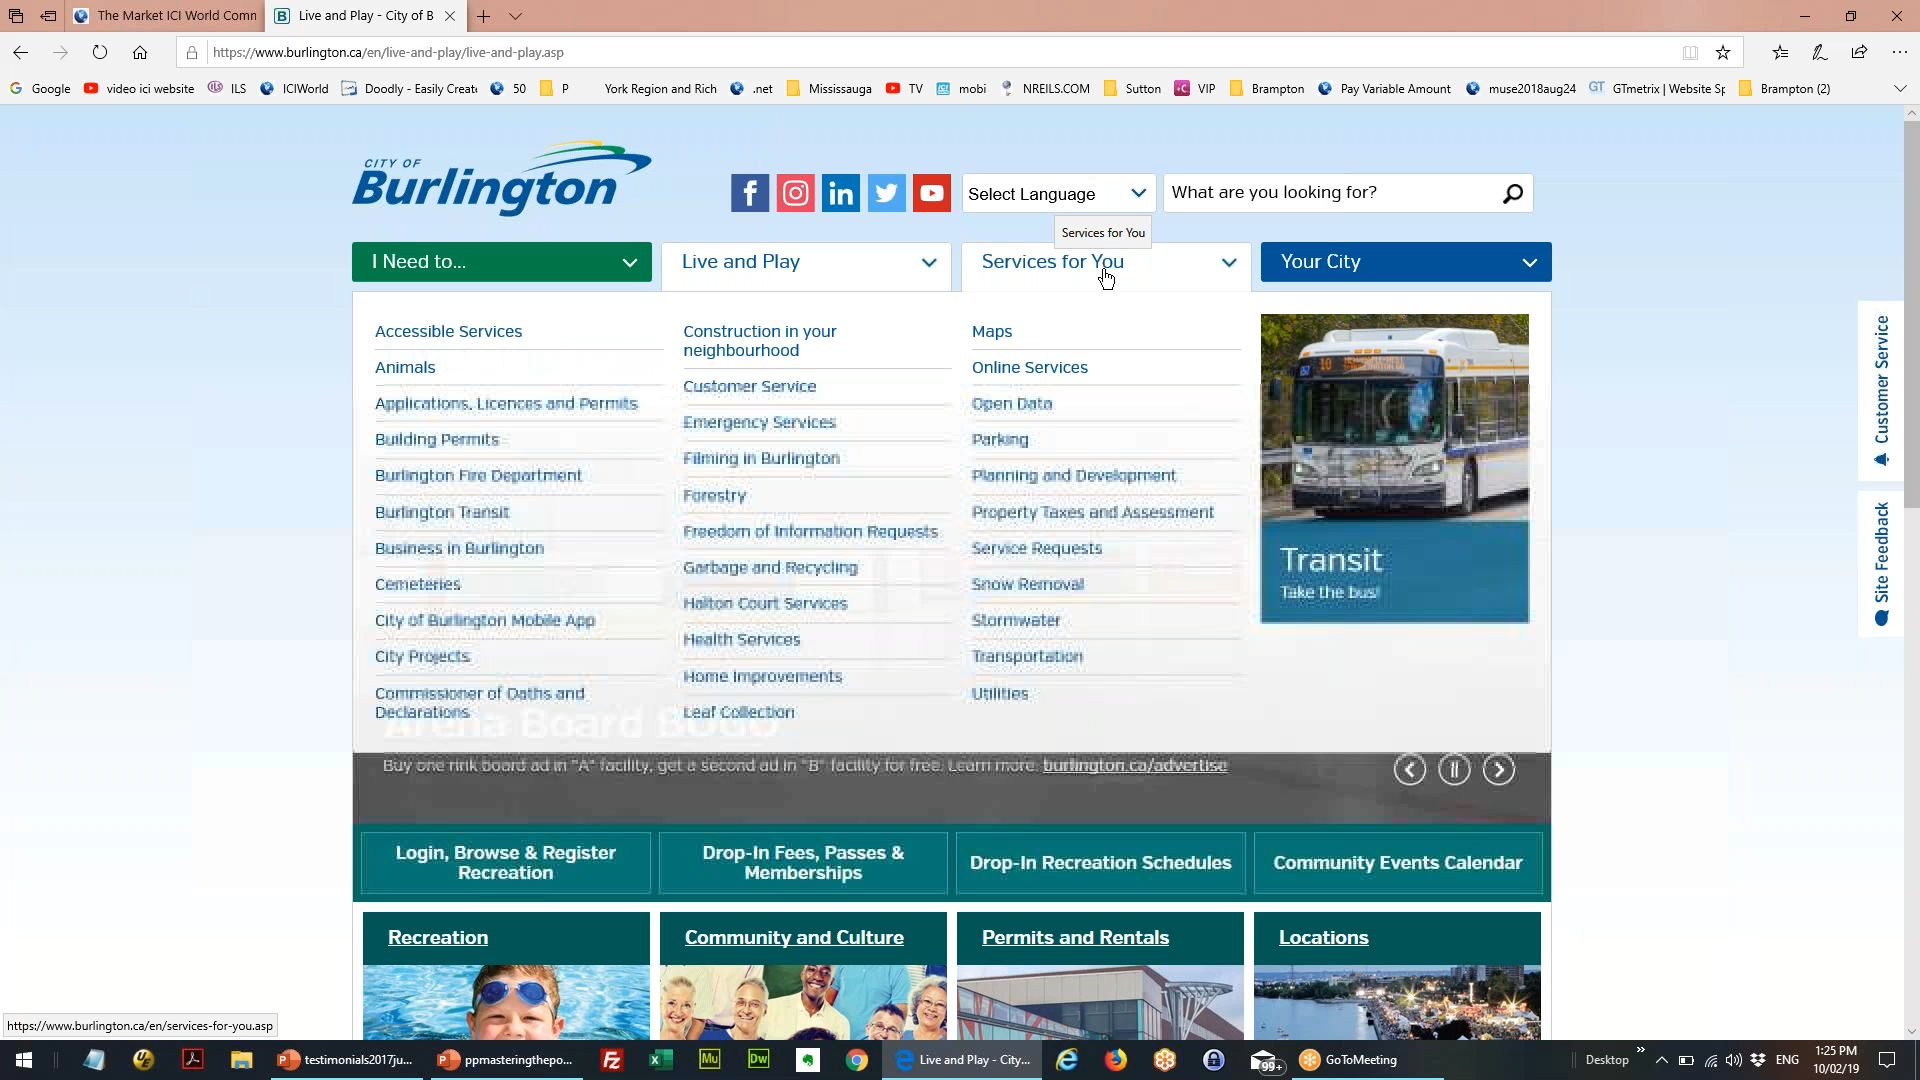 The Market ICI World Comm
Live and Play - City of B
https://www.burlington.ca/en/live-and-play/live-and-play.asp
Google
video ici website
ILS
ICIWorld
Doodly - Easily Create
50
P
York Region and Rich
.net
Mississauga
TV
mobi
NREILS.COM
Sutton
VIP
Brampton
Pay Variable Amount
muse2018aug24
GTmetrix | Website Sp
Brampton (2)
CITY OF
Burlington
Select Language
What are you looking for?
Services for You
I Need to...
Live and Play
Services for You
Your City
Accessible Services
Animals
Applications, Licences and Permits
Building Permits
Burlington Fire Department
Burlington Transit
Business in Burlington
Cemeteries
City of Burlington Mobile App
City Projects
Commissioner of Oaths and
Declarations
Construction in your
neighbourhood
Customer Service
Emergency Services
Filming in Burlington
Forestry
Freedom of Information Requests
Garbage and Recycling
Halton Court Services
Health Services
Home Improvements
Leaf Collection
Maps
Online Services
Open Data
Parking
Planning and Development
Property Taxes and Assessment
Service Requests
Snow Removal
Stormwater
Transportation
Utilities
10
Transit
Take the bus!
Customer Service
Site Feedback
Arena Board BOGO
Buy one rink board ad in "A" facility, get a second ad in "B" facility for free. Learn more: burlington.ca/advertise
Login, Browse & Register
Recreation
Drop-In Fees, Passes &
Memberships
Drop-In Recreation Schedules
Community Events Calendar
Recreation
Community and Culture
Permits and Rentals
Locations
https://www.burlington.ca/en/services-for-you.asp
testimonials2017ju...
ppmasteringthepo...
Mu
Dw
Live and Play - City...
99+
GoToMeeting
Desktop
ENG
1:25 PM
10/02/19